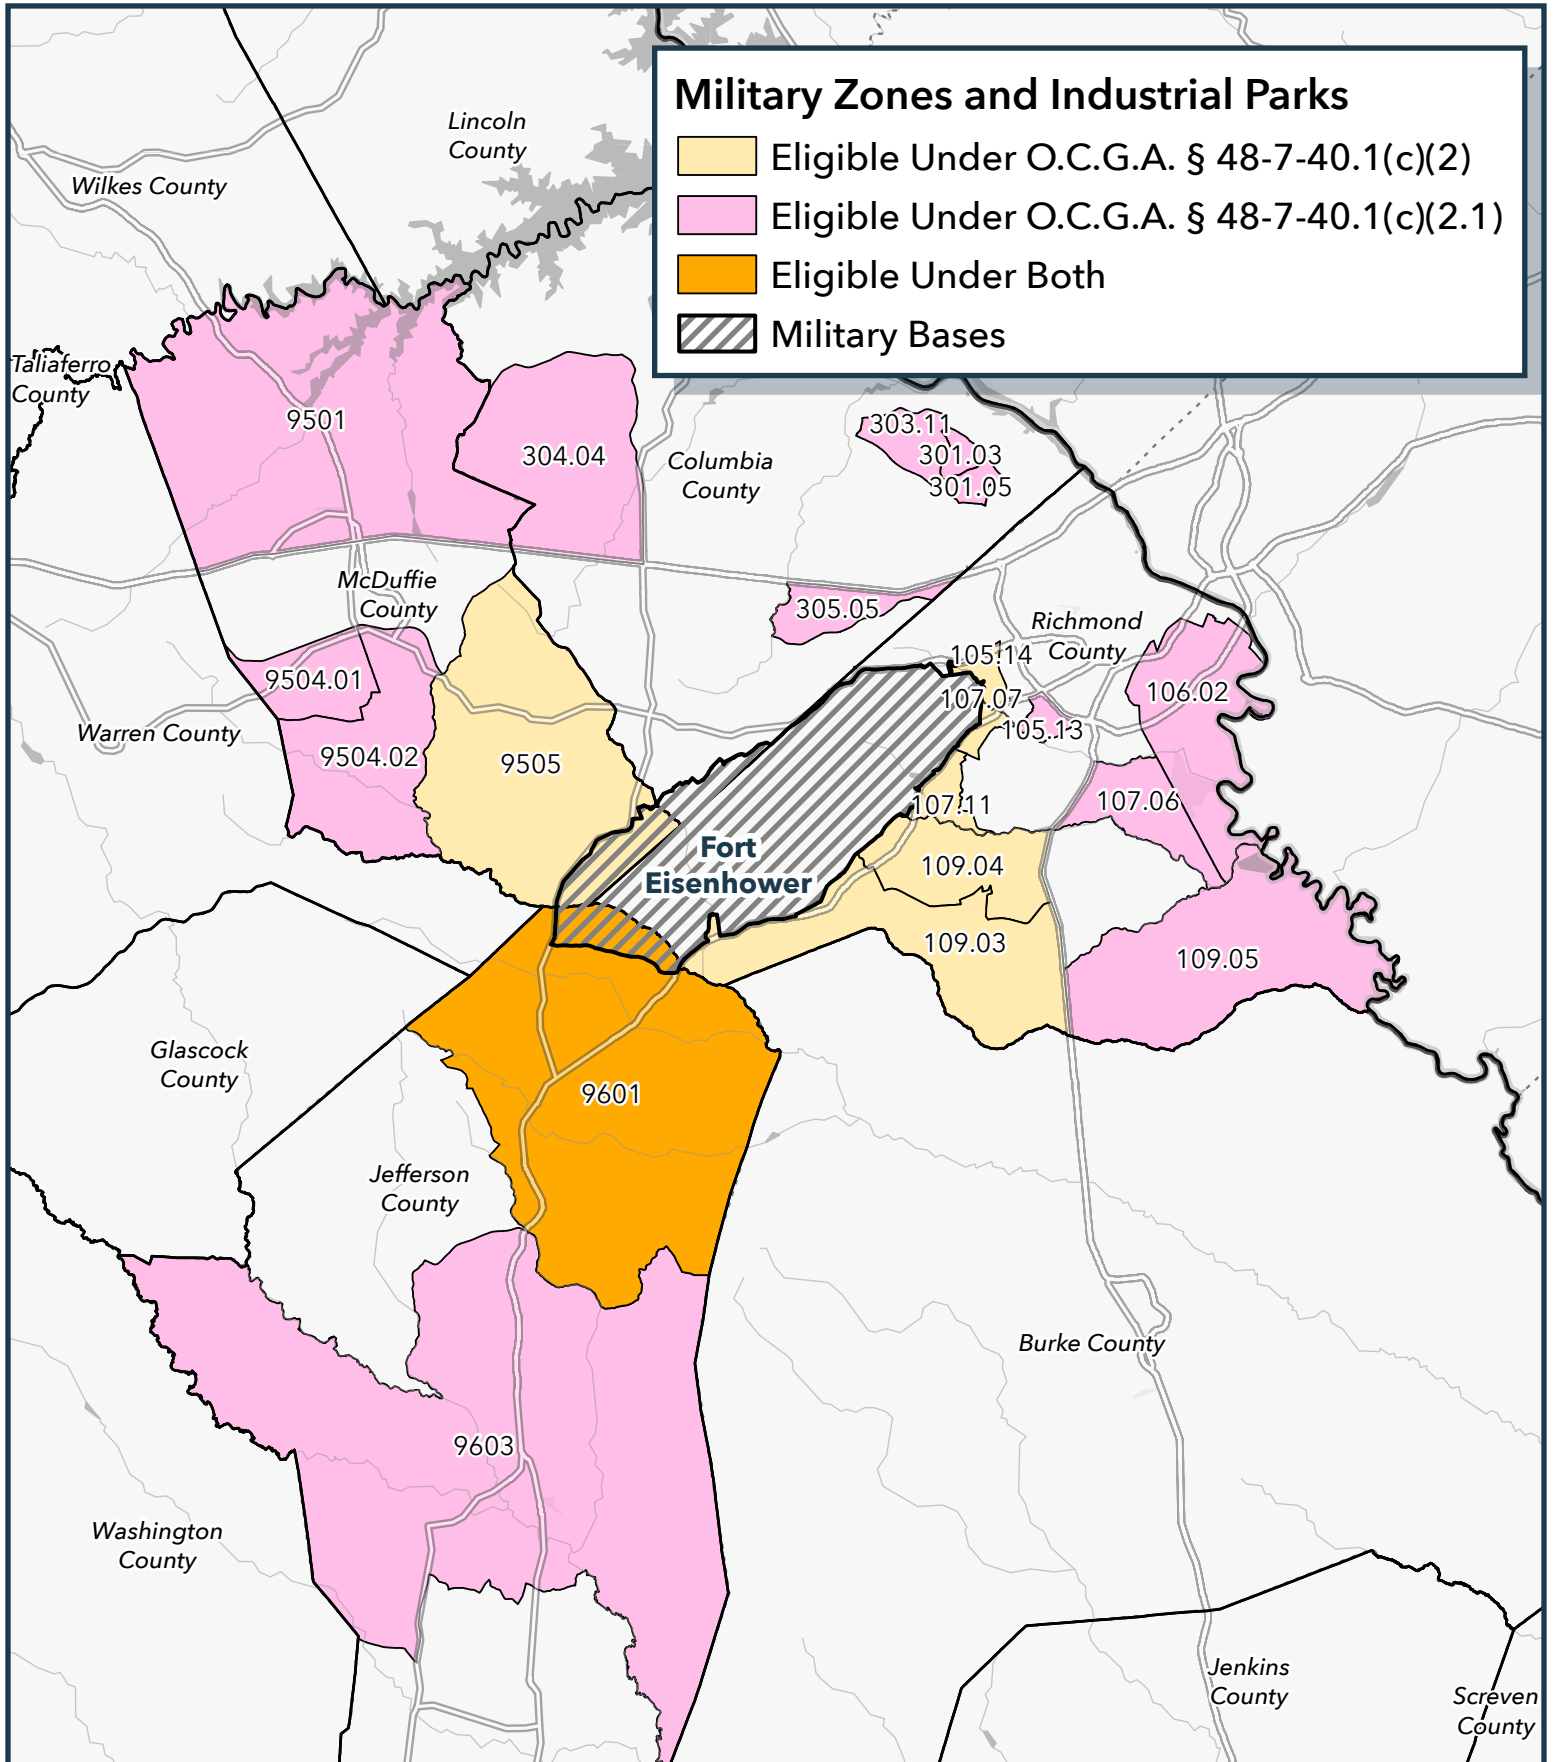 Military Zones and Industrial Parks
Eligible Under O.C.G.A. § 48-7-40.1(c)(2)
Eligible Under O.C.G.A. § 48-7-40.1(c)(2.1)
Eligible Under Both
Military Bases
Lincoln
County
Wilkes County
Taliaferro
County
9501
304.04
Columbia
County
303.11
301.03
301.05
McDuffie
County
305.05
Richmond
County
105.14
9504.01
107.07
106.02
105.13
Warren County
9504.02
9505
107.11
107.06
Fort
Eisenhower
109.04
109.03
109.05
Glascock
County
9601
Jefferson
County
Burke County
9603
Washington
County
Jenkins
County
Screven
County